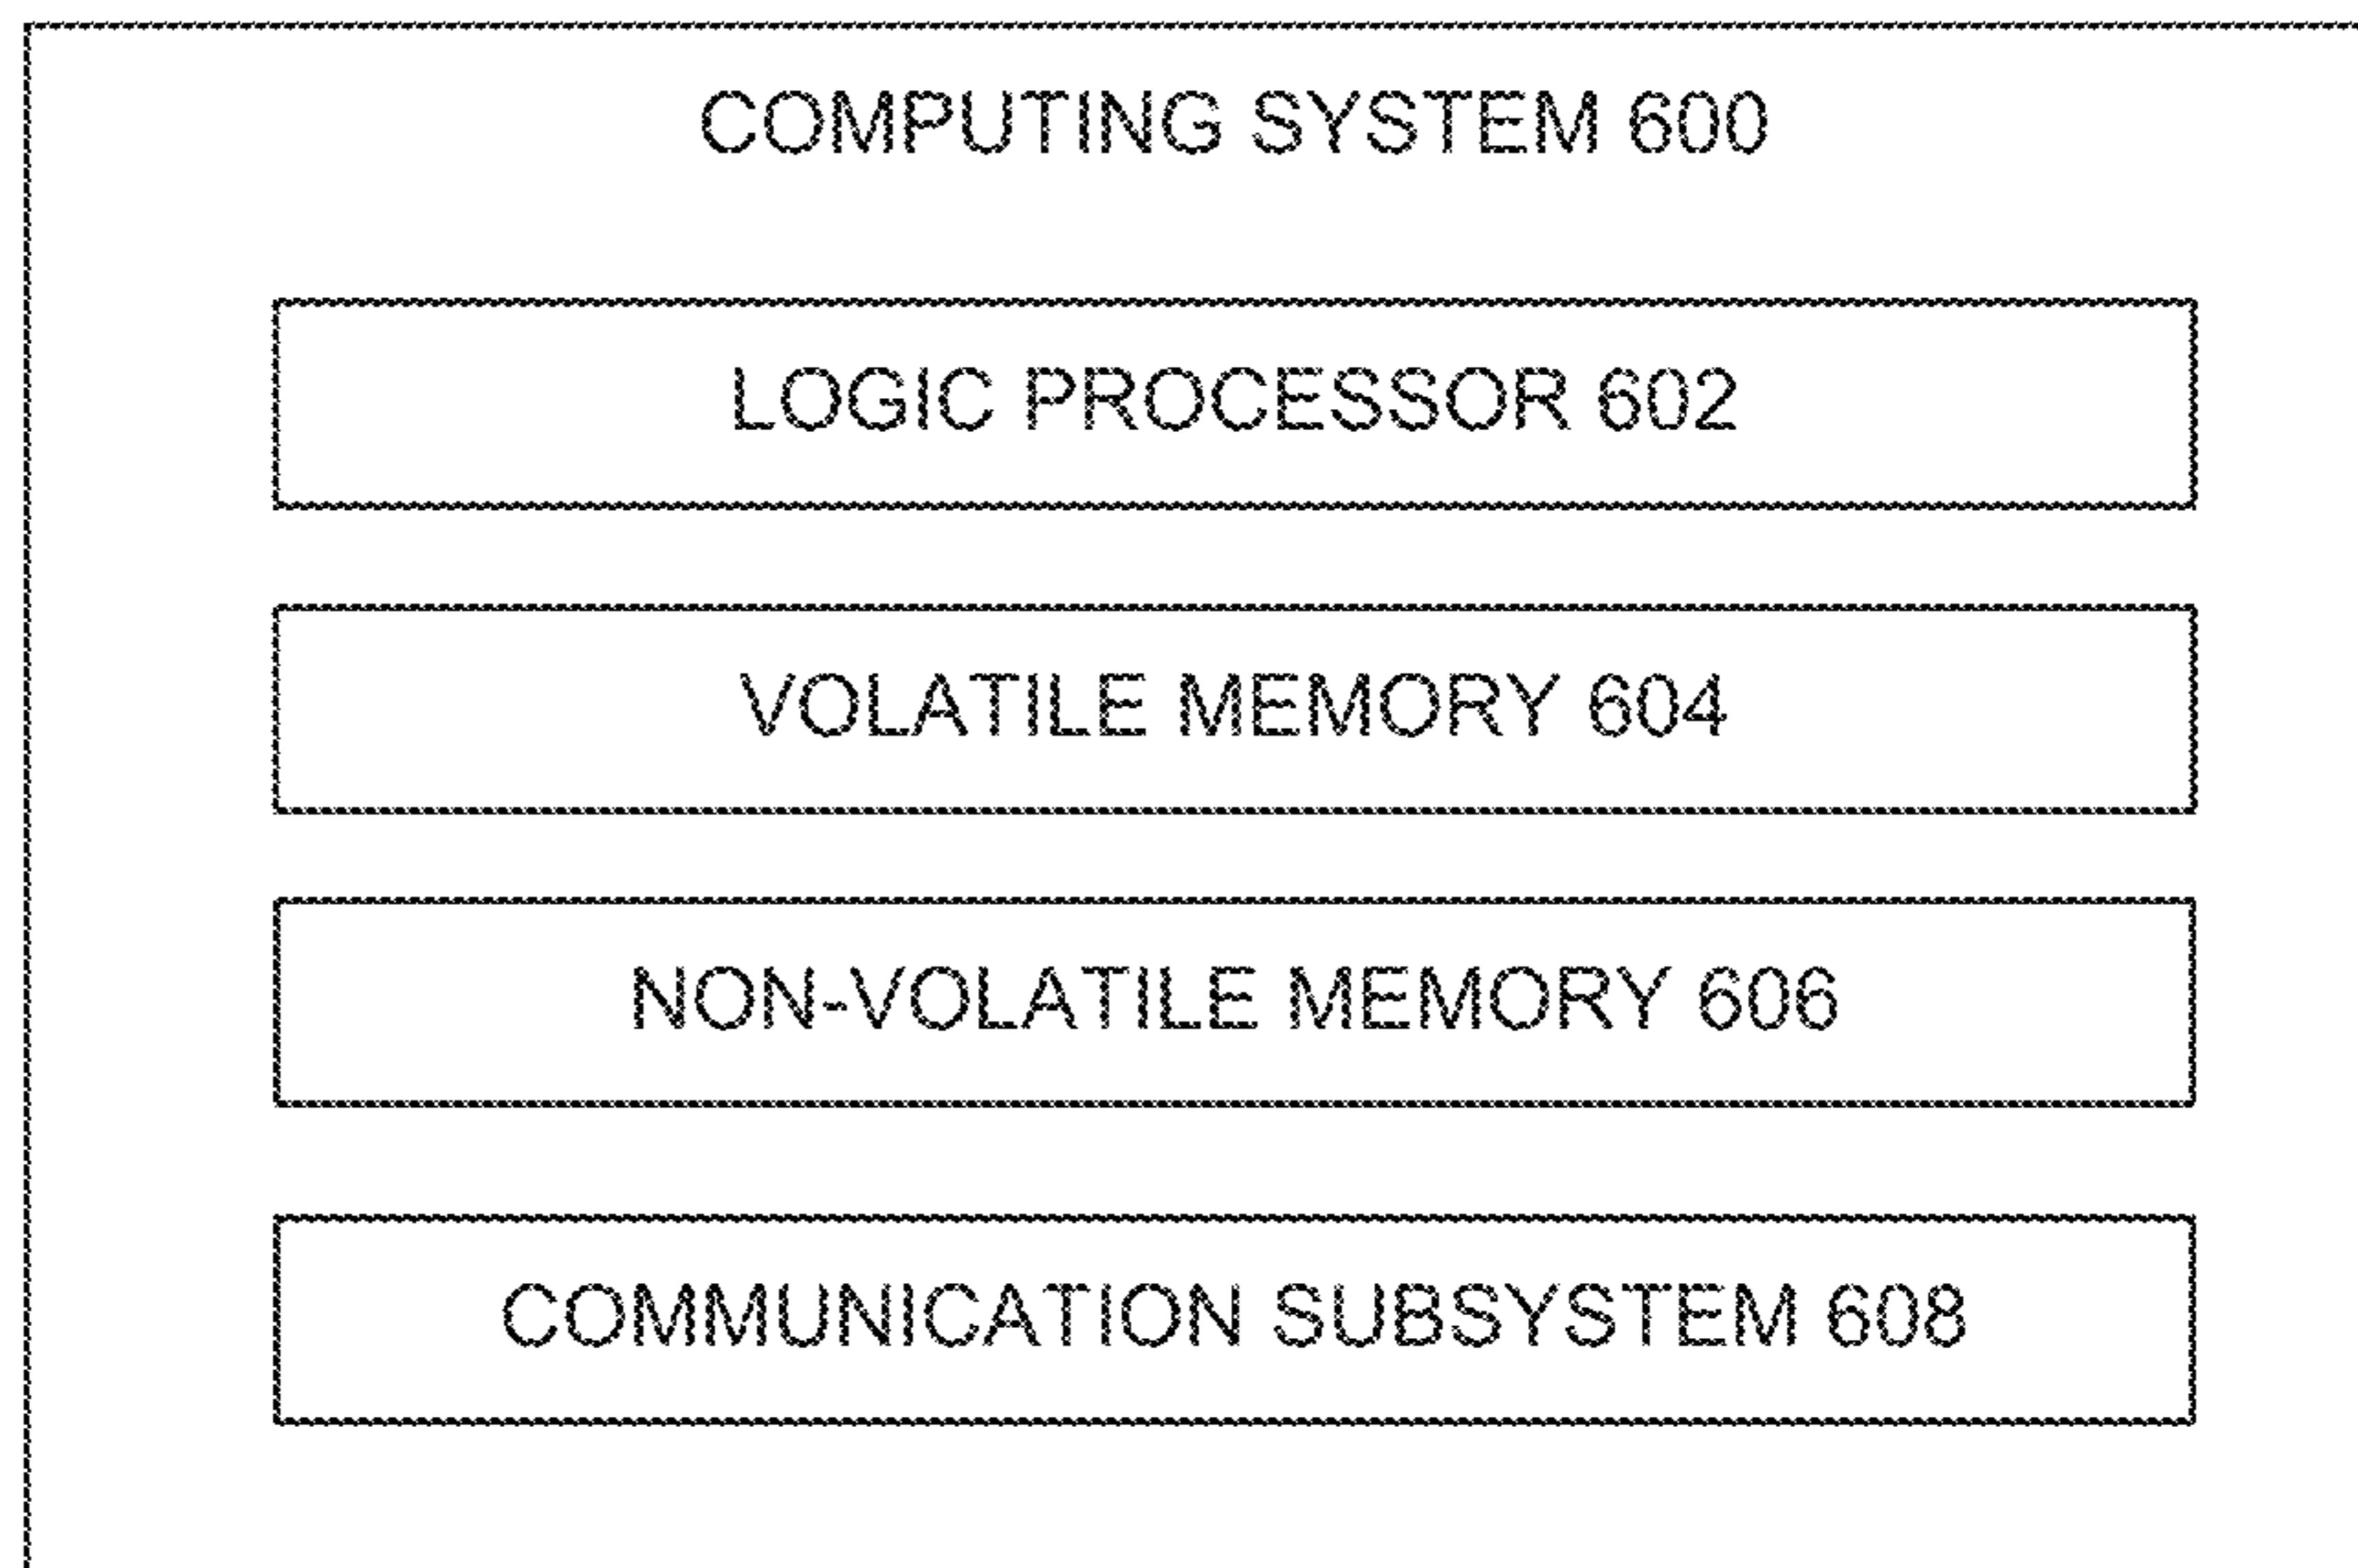 COMPUTING SYSTEM 600
LOGIC PROCESSOR 602
VOLATILE MEMORY 604
NON-VOLATILE MEMORY 606
COMMUNICATION SUBSYSTEM 608